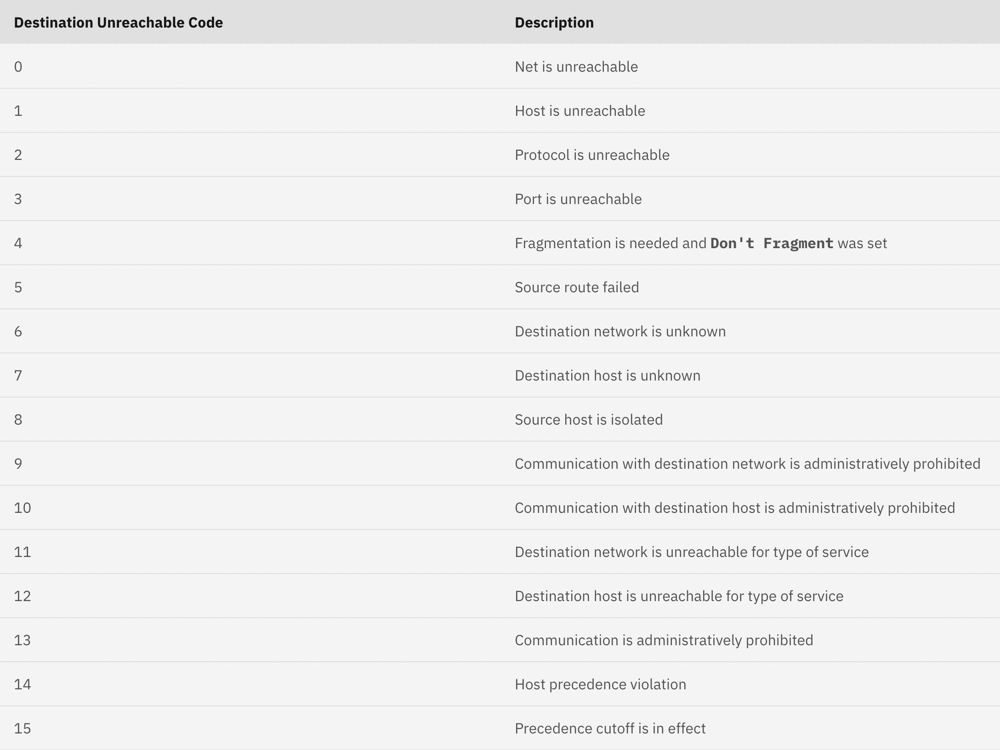 Destination Unreachable Code Description
0 Net is unreachable
1 Host is unreachable
2 Protocol is unreachable
3 Port is unreachable
4 Fragmentation is needed and Don't Fragment was set
5 Source route failed
6 Destination network is unknown
7 Destination host is unknown
8 Source host is isolated
9 Communication with destination network is administratively prohibited
10 Communication with destination host is administratively prohibited
11 Destination network is unreachable for type of service
12 Destination host is unreachable for type of service
13 Communication is administratively prohibited
14 Host precedence violation
15 Precedence cutoff is in effect